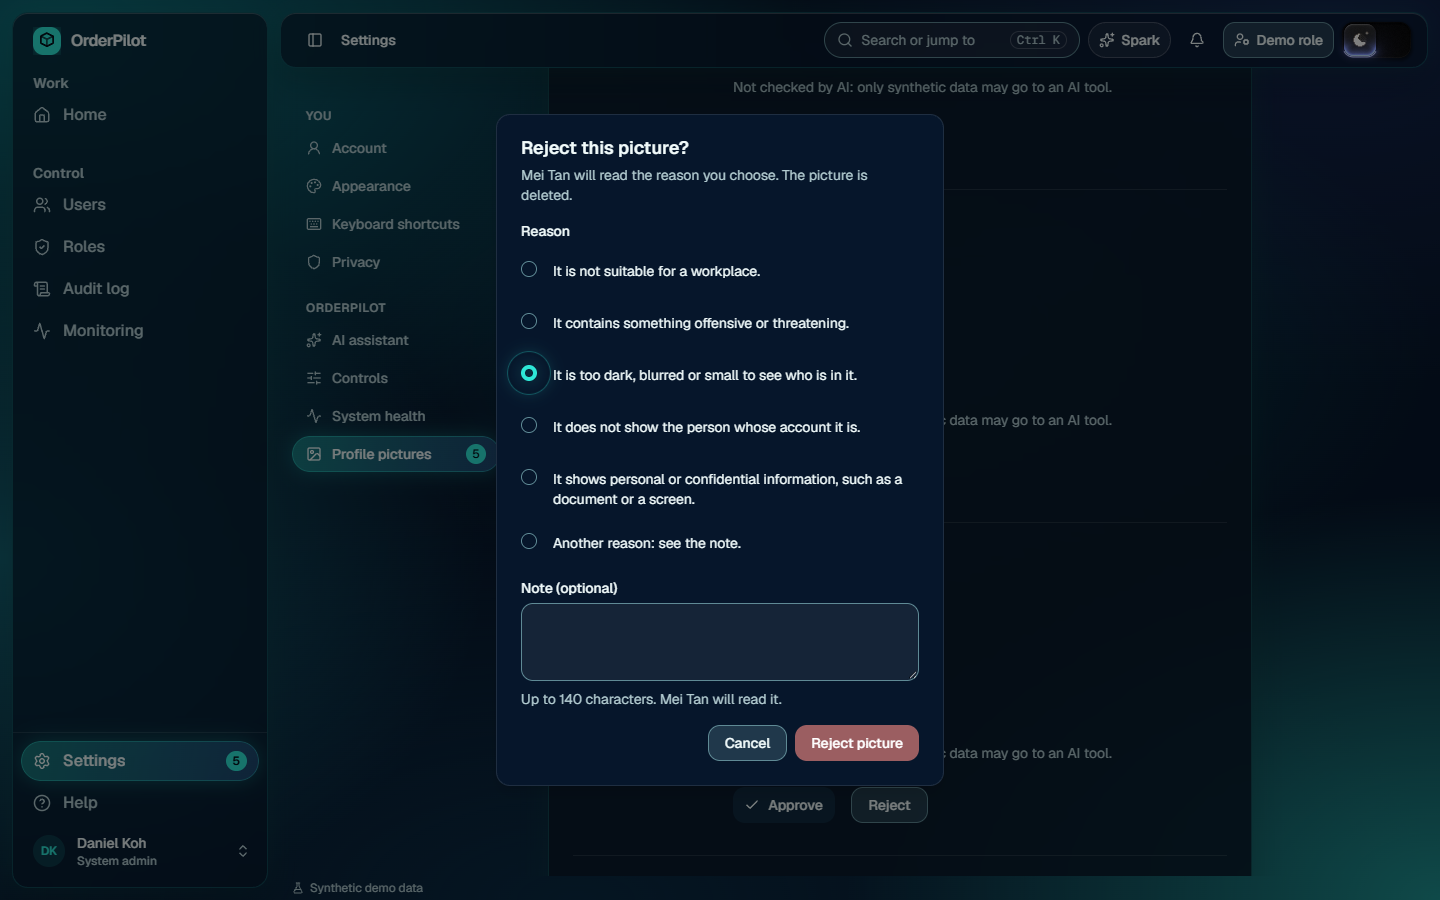 OrderPilot
Work
Home
Control
Users
Roles
Audit log
Monitoring
Settings 5
Help
DK
Daniel Koh
System admin
Settings
Search or jump to
Ctrl K
Spark
Demo role
YOU
Account
Appearance
Keyboard shortcuts
Privacy
ORDERPILOT
AI assistant
Controls
System health
Profile pictures 5
Not checked by AI: only synthetic data may go to an AI tool.
Reject this picture?
Mei Tan will read the reason you choose. The picture is
deleted.
Reason
It is not suitable for a workplace.
It contains something offensive or threatening.
It is too dark, blurred or small to see who is in it.
It does not show the person whose account it is.
It shows personal or confidential information, such as a
document or a screen.
Another reason: see the note.
Note (optional)
Up to 140 characters. Mei Tan will read it.
Cancel
Reject picture
data may go to an AI tool.
data may go to an AI tool.
Approve
Reject
Synthetic demo data